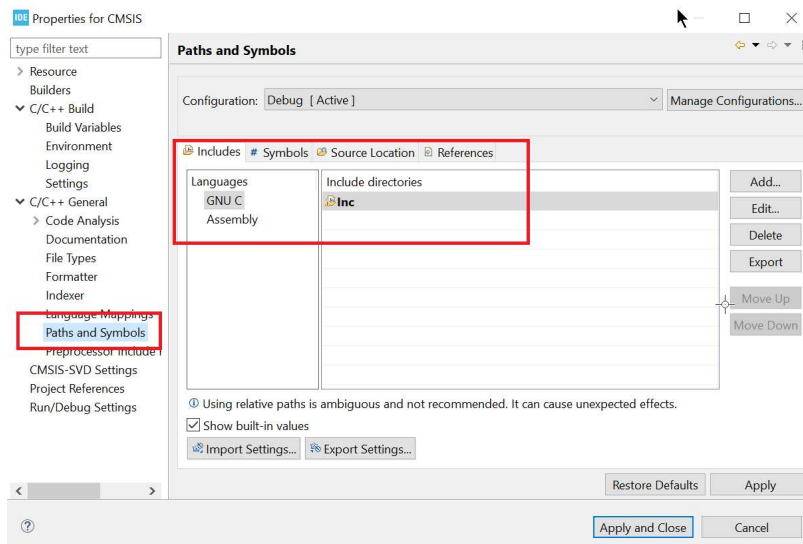 IDE Properties for CMSIS
type filter text
Resource
Builders
C/C++ Build
Build Variables
Environment
Logging
Settings
C/C++ General
Code Analysis
Documentation
File Types
Formatter
Indexer
Language Mappings
Paths and Symbols
Preprocessor Include
CMSIS-SVD Settings
Project References
Run/Debug Settings
Paths and Symbols
Configuration: Debug [ Active ]
Manage Configurations...
Includes # Symbols Source Location References
Languages
GNU C
Assembly
Include directories
Inc
Add...
Edit...
Delete
Export
Move Up
Move Down
Using relative paths is ambiguous and not recommended. It can cause unexpected effects.
Show built-in values
Import Settings... Export Settings...
Restore Defaults Apply
Apply and Close Cancel